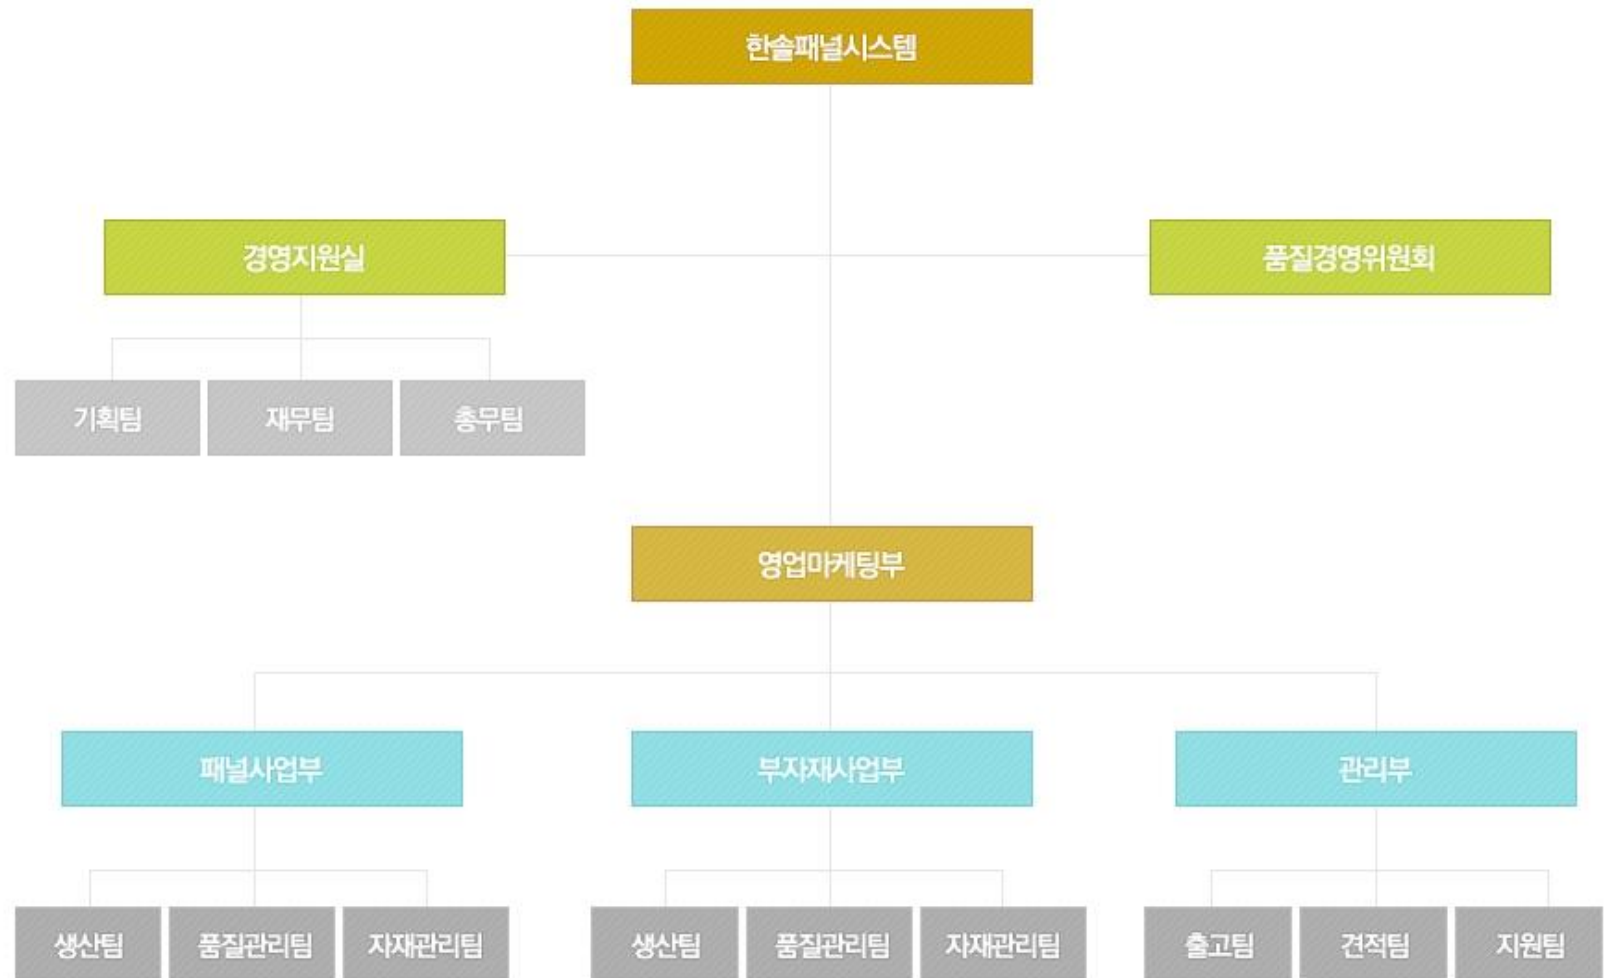 한솔패널시스템
경영지원실
품질경영위원회
기획팀
재무팀
총무팀
영업마케팅부
패널사업부
부자재사업부
관리부
생산팀
품질관리팀
자재관리팀
생산팀
품질관리팀
자재관리팀
출고팀
견적팀
지원팀